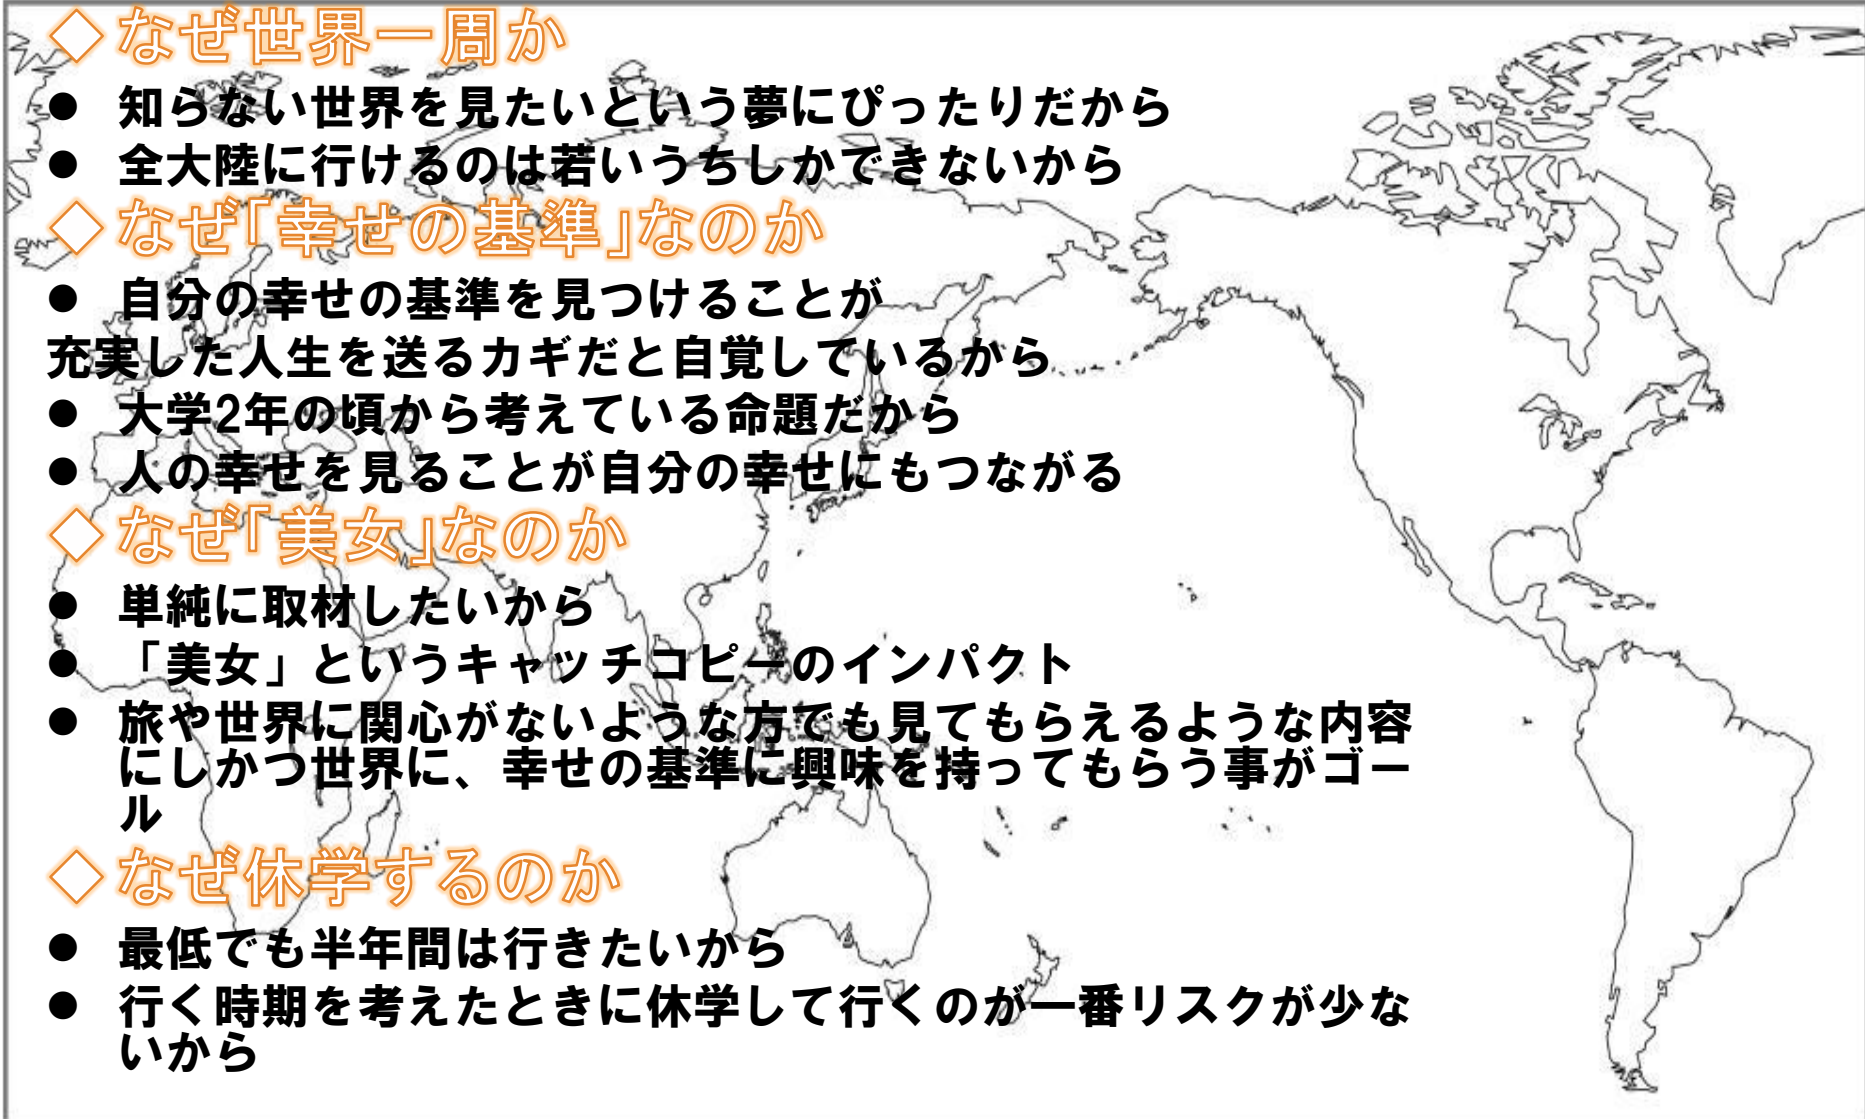 ◇なぜ世界一周か
● 知らない世界を見たいという夢にぴったりだから
● 全大陸に行けるのは若いうちしかできないから
◇なぜ「幸せの基準」なのか
● 自分の幸せの基準を見つけることが
充実した人生を送るカギだと自覚しているから
● 大学2年の頃から考えている命題だから
● 人の幸せを見ることが自分の幸せにもつながる
◇なぜ「美女」なのか
● 単純に取材したいから
● 「美女」というキャッチコピーのインパクト
● 旅や世界に関心がないような方でも見てもらえるような内容
にしかつ世界に、幸せの基準に興味を持ってもらう事がゴー
ル
◇なぜ休学するのか
● 最低でも半年間は行きたいから
● 行く時期を考えたときに休学して行くのが一番リスクが少な
いから